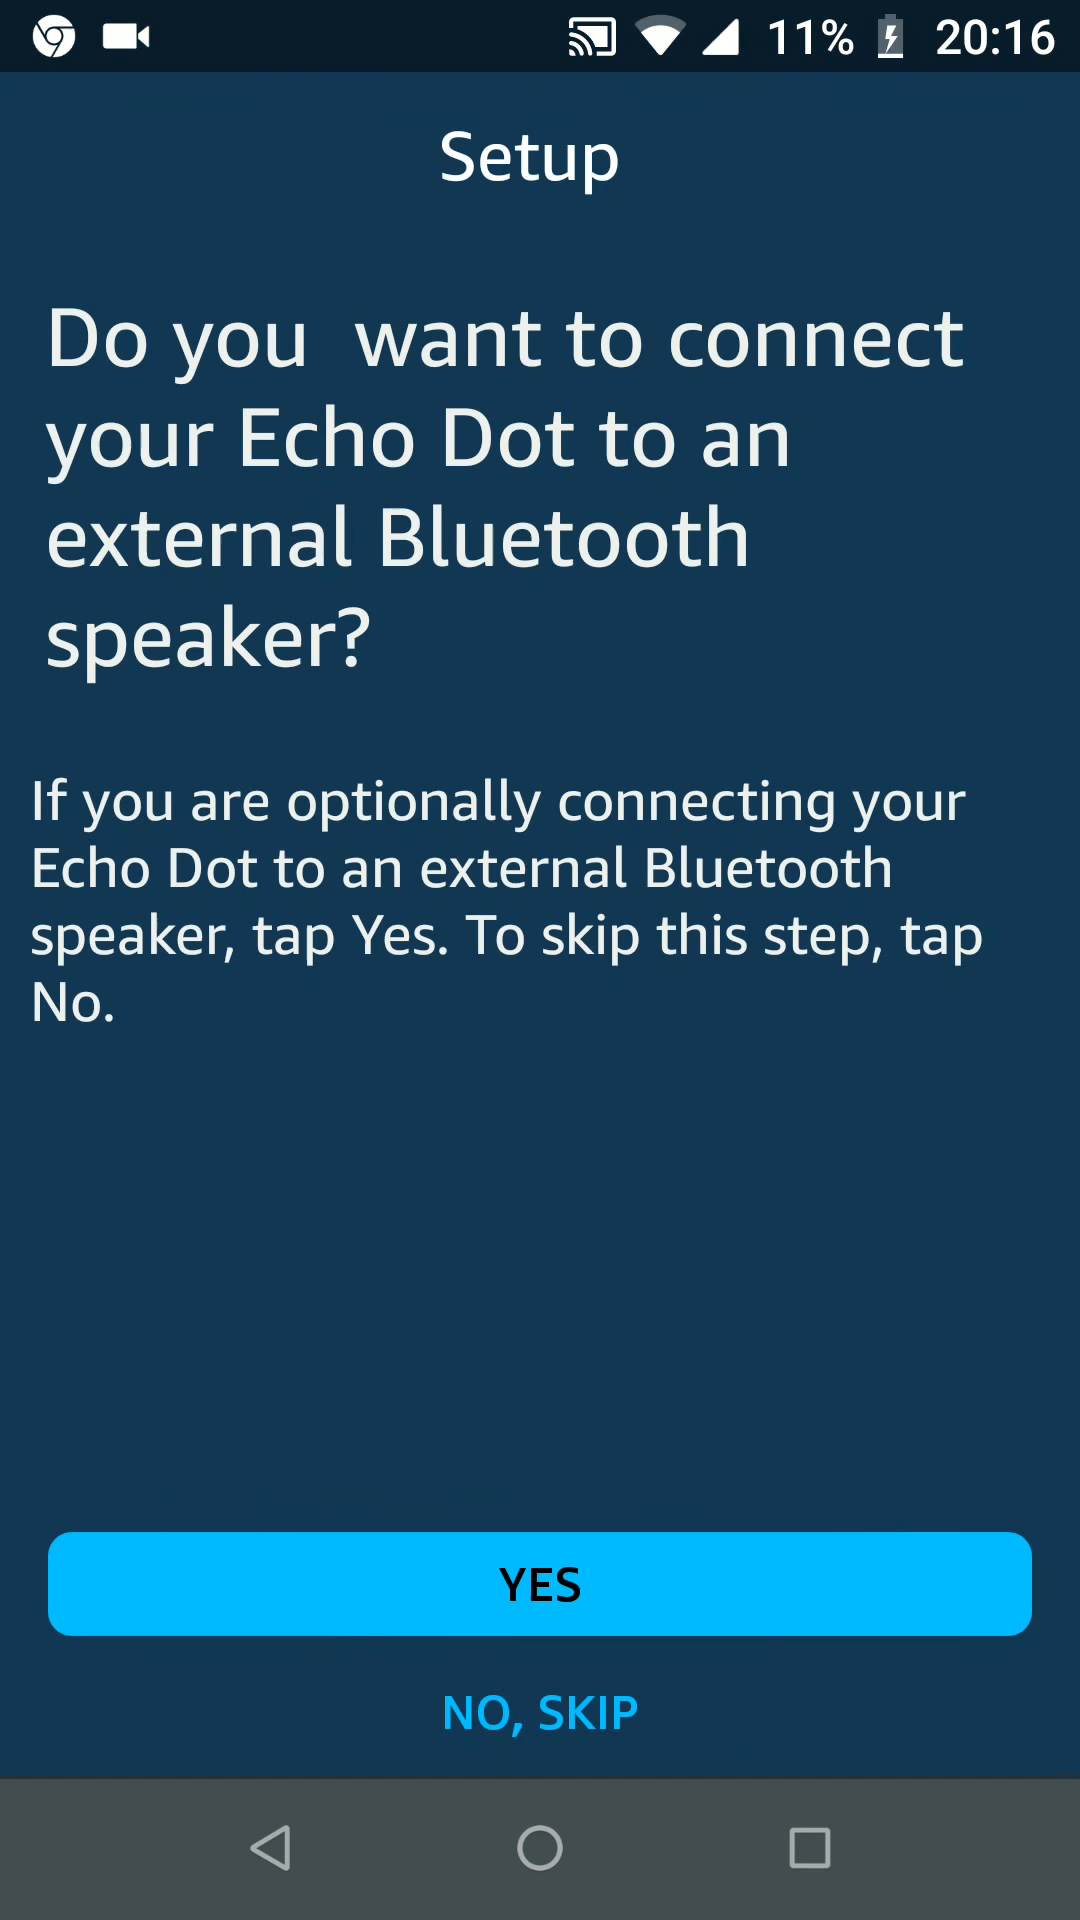 11% 20:16
Setup
Do you  want to connect
your Echo Dot to an
external Bluetooth
speaker?
If you are optionally connecting your
Echo Dot to an external Bluetooth
speaker, tap Yes. To skip this step, tap
No.
YES
NO, SKIP